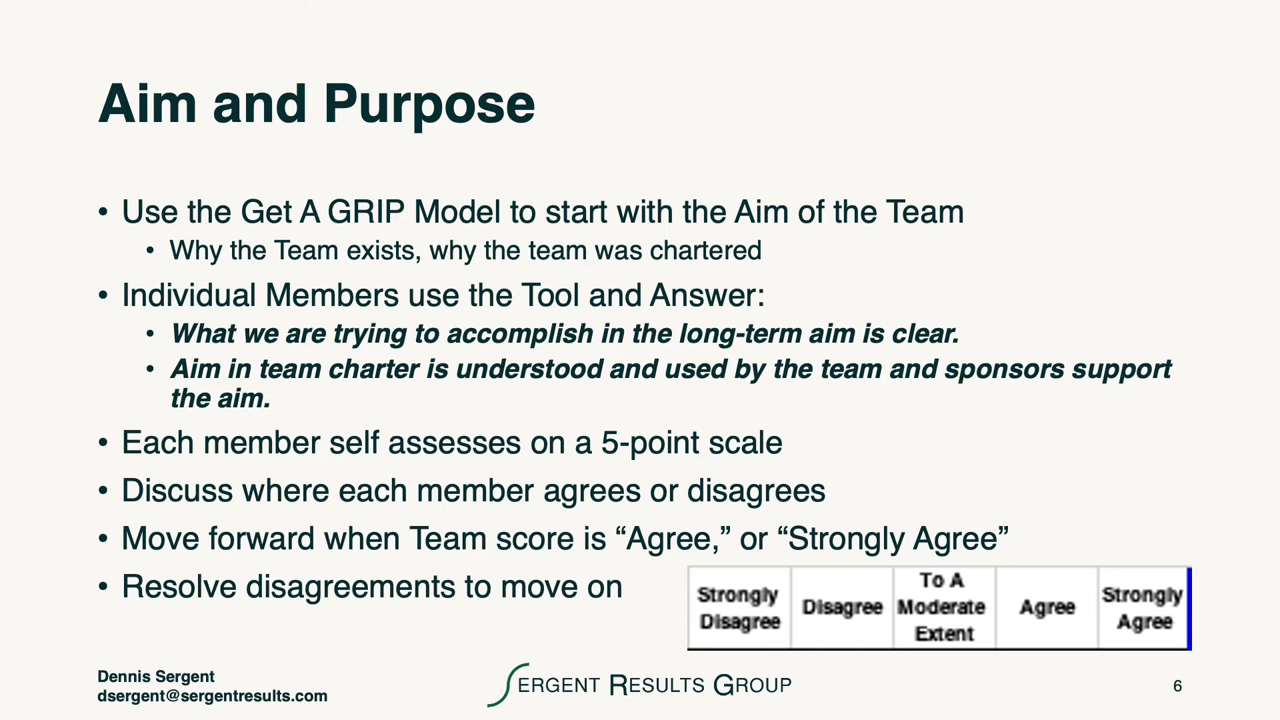 Aim and Purpose
• Use the Get A GRIP Model to start with the Aim of the Team
• Why the Team exists, why the team was chartered
• Individual Members use the Tool and Answer:
• What we are trying to accomplish in the long-term aim is clear.
• Aim in team charter is understood and used by the team and sponsors support
the aim.
• Each member self assesses on a 5-point scale
• Discuss where each member agrees or disagrees
• Move forward when Team score is “Agree,” or “Strongly Agree”
• Resolve disagreements to move on
Strongly
Disagree
Disagree
To A
Moderate
Extent
Agree
Strongly
Agree
Dennis Sergent
dsergent@sergentresults.com
SERGENT RESULTS GROUP
6